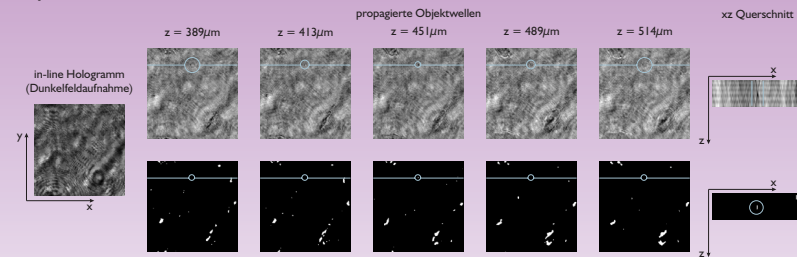 propagierte Objektwellen
xz Querschnitt
z = 389µm
z = 413µm
z = 451µm
z = 489µm
z = 514µm
in-line Hologramm
(Dunkelfeldaufnahme)
y
x
x
z
x
z